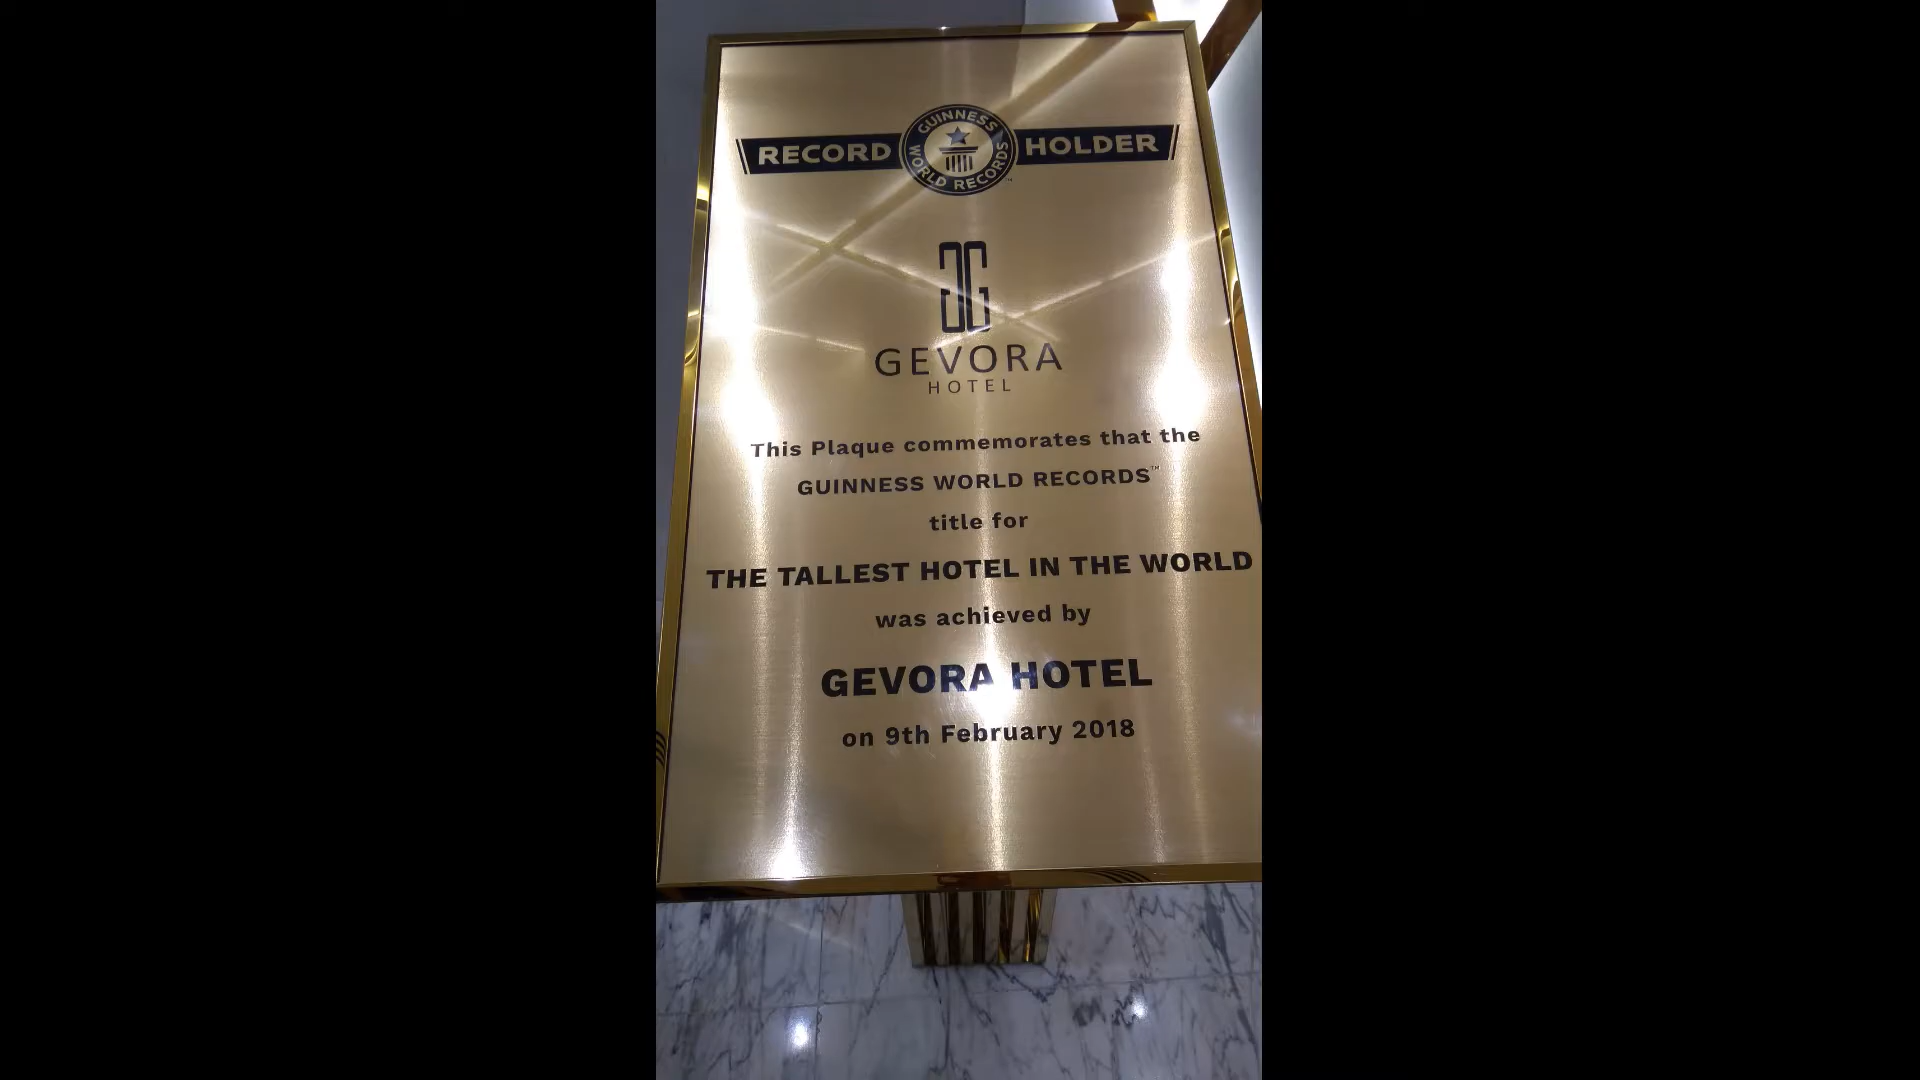 RECORD HOLDER
GUINNESS WORLD RECORDS™
GEVORA
HOTEL
This Plaque commemorates that the
GUINNESS WORLD RECORDS™
title for
THE TALLEST HOTEL IN THE WORLD
was achieved by
GEVORA HOTEL
on 9th February 2018